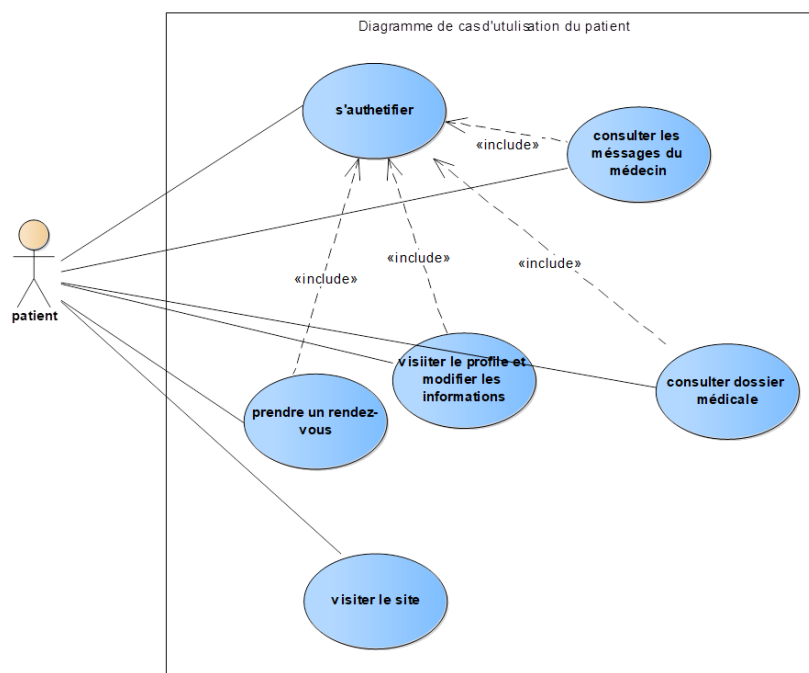 Diagramme de cas d'utulisation du patient
s'authetifier
«include»
consulter les
méssages du
médecin
«include»
«include»
«include»
patient
visiiter le profile et
modifier les
informations
consulter dossier
médicale
prendre un rendez-
vous
visiter le site